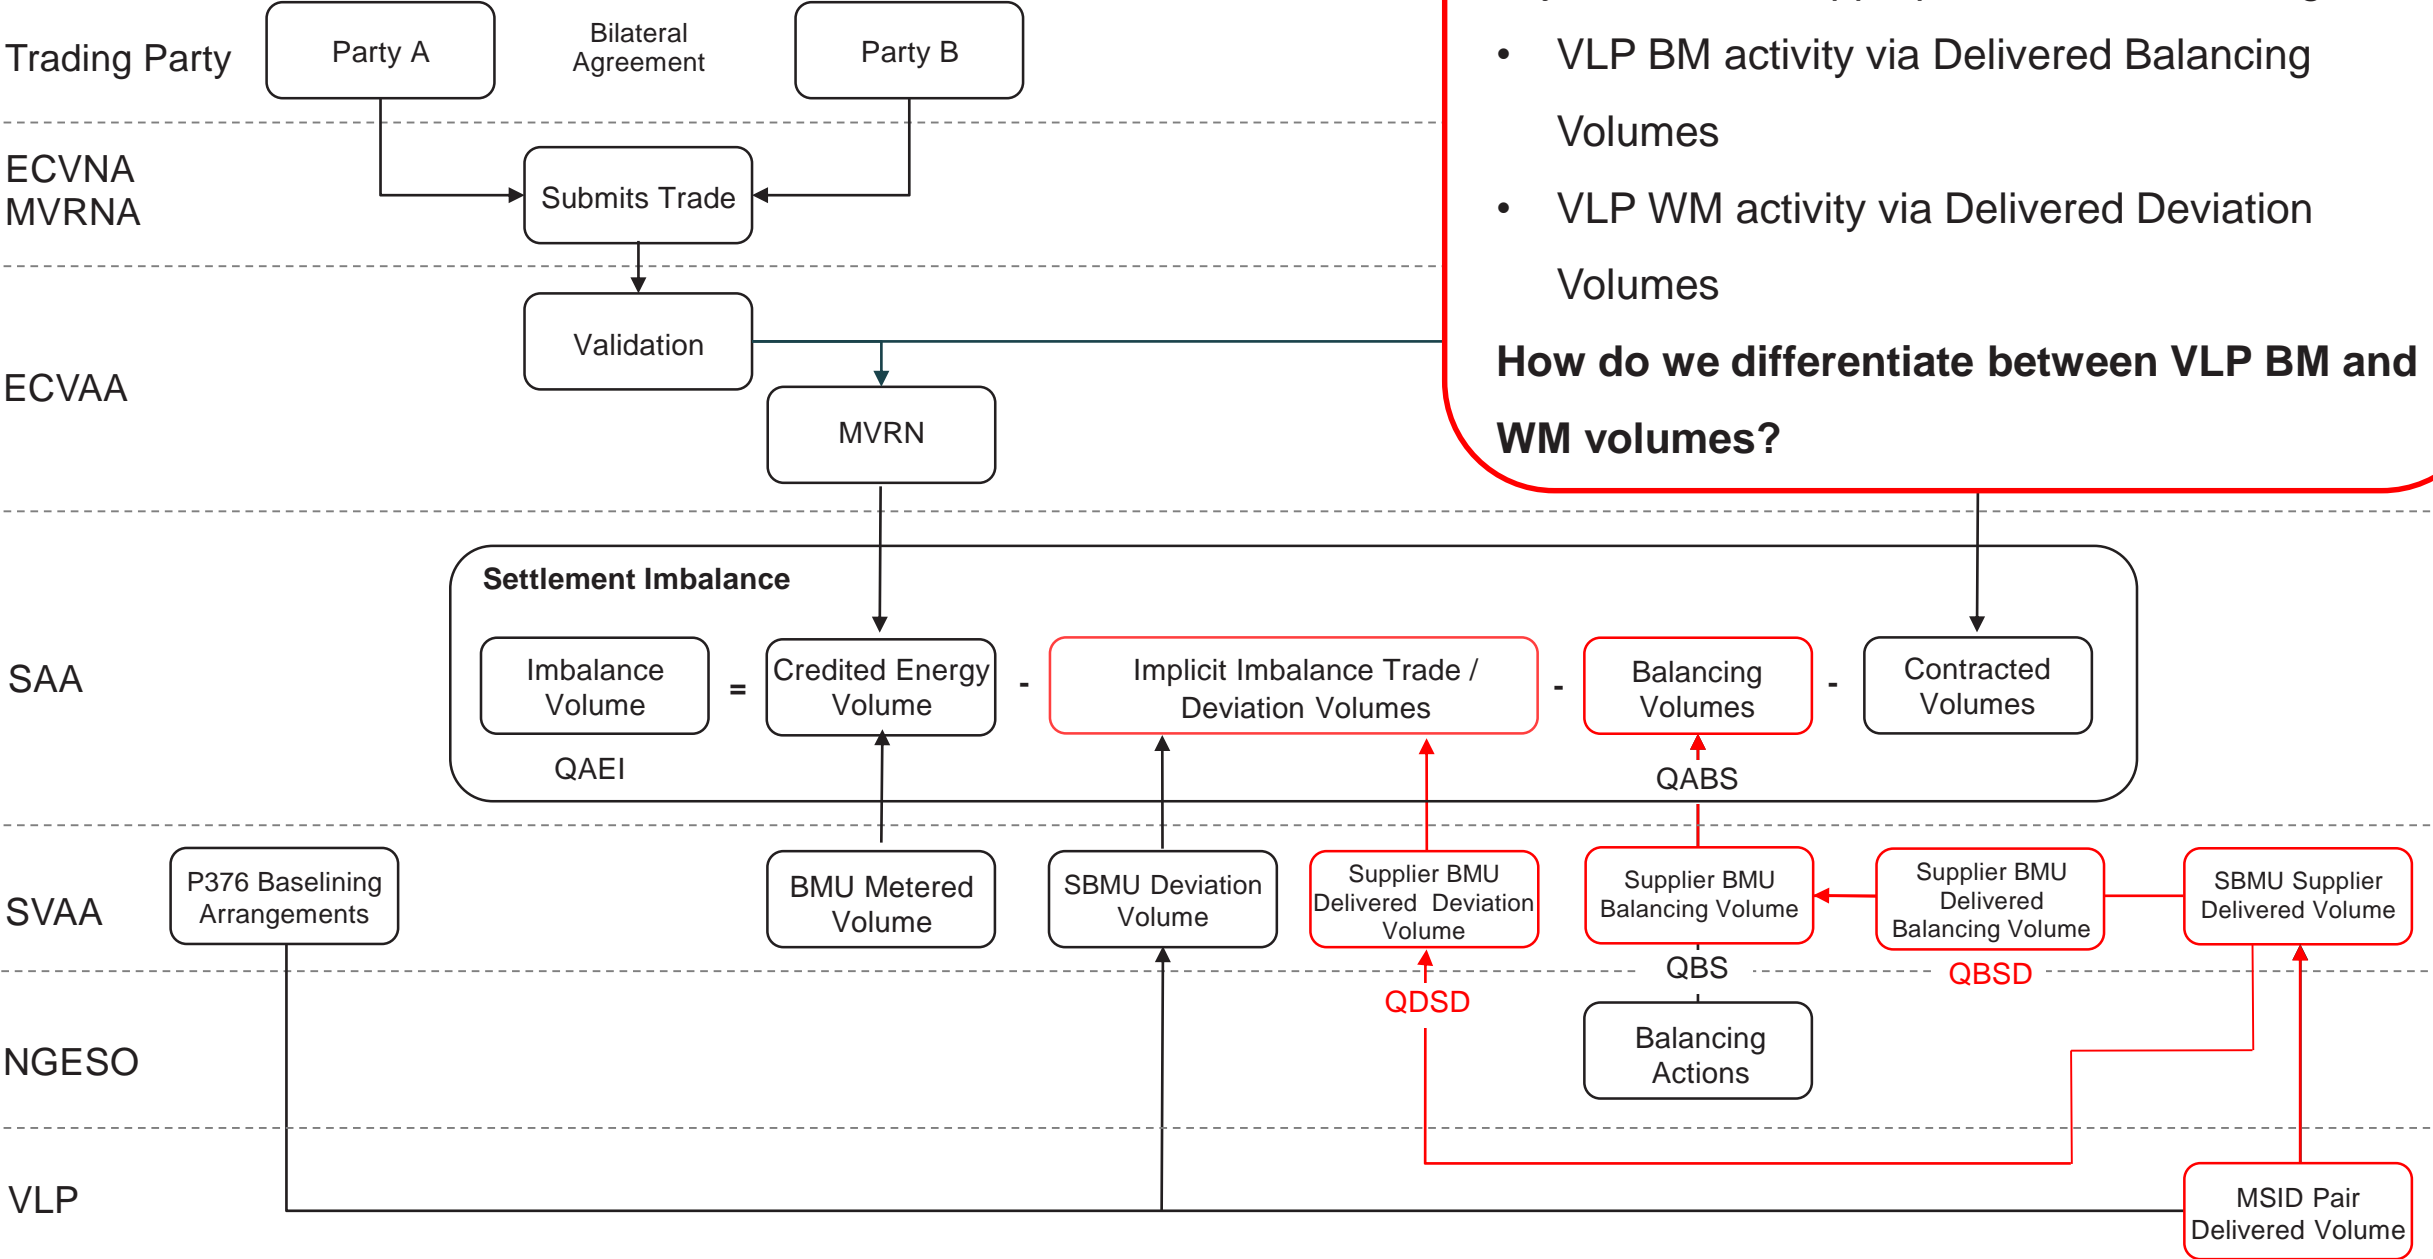 Trading Party
Party A
Bilateral
Agreement
Party B
• VLP BM activity via Delivered Balancing
Volumes
• VLP WM activity via Delivered Deviation
Volumes
How do we differentiate between VLP BM and
WM volumes?
ECVNA
MVRNA
Submits Trade
ECVAA
Validation
MVRN
SAA
Settlement Imbalance
Imbalance
Volume
=
Credited Energy
Volume
-
Implicit Imbalance Trade /
Deviation Volumes
-
Balancing
Volumes
-
Contracted
Volumes
QAEI
QABS
SVAA
P376 Baselining
Arrangements
BMU Metered
Volume
SBMU Deviation
Volume
Supplier BMU
Delivered Deviation
Volume
Supplier BMU
Balancing Volume
Supplier BMU
Delivered
Balancing Volume
SBMU Supplier
Delivered Volume
QDSD
QBS
QBSD
NGESO
Balancing
Actions
VLP
MSID Pair
Delivered Volume